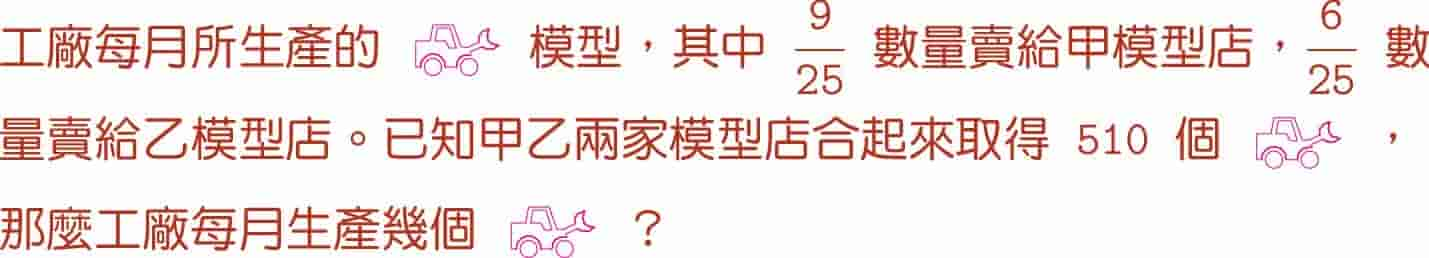 工廠每月所生產的 模型，其中 9/25 數量賣給甲模型店，6/25 數
量賣給乙模型店。已知甲乙兩家模型店合起來取得 510 個 ，
那麼工廠每月生產幾個 ？